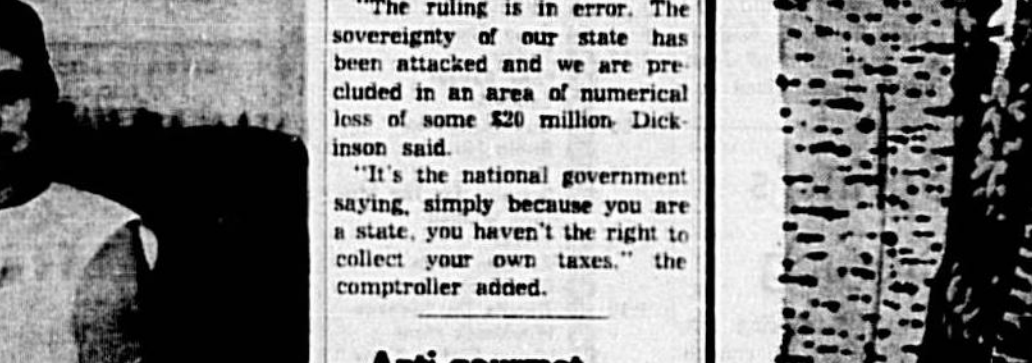 "The ruling is in error. The
sovereignty of our state has
been attacked and we are pre-
cluded in an area of numerical
loss of some $20 million, Dick-
inson said.
"It's the national government
saying, simply because you are
a state, you haven't the right to
collect your own taxes." the
comptroller added.
Anti-gourmet